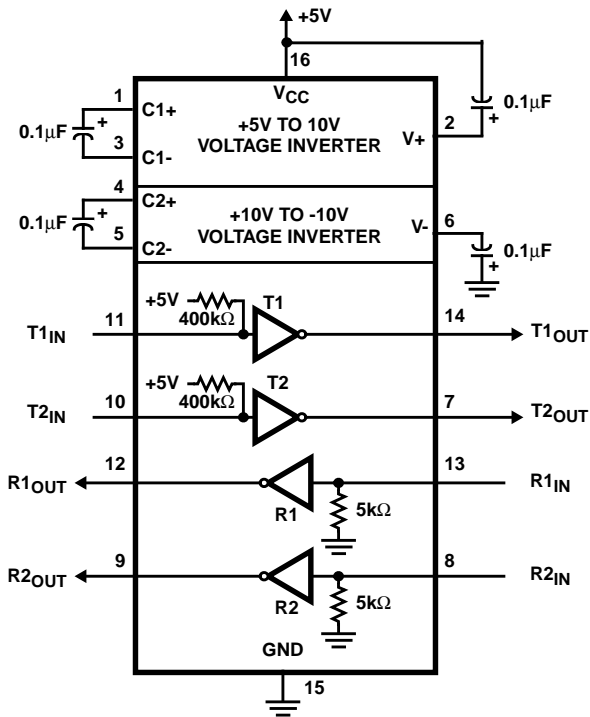 +5V
16
VCC
1
C1+
0.1μF
+
3
C1-
+5V TO 10V
VOLTAGE INVERTER
V+
2
0.1μF
+
4
C2+
0.1μF
+
5
C2-
+10V TO -10V
VOLTAGE INVERTER
V-
6
0.1μF
+
+5V
400kΩ
T1
T1IN
11
14
T1OUT
+5V
400kΩ
T2
T2IN
10
7
T2OUT
R1OUT
12
R1
5kΩ
13
R1IN
R2OUT
9
R2
5kΩ
8
R2IN
GND
15